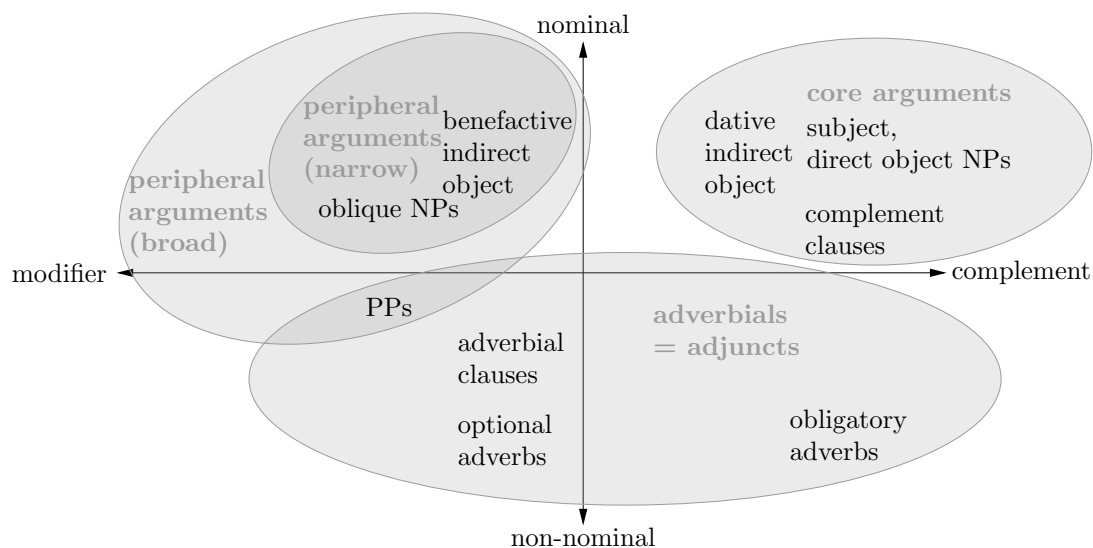 nominal
peripheral
arguments
(narrow)
benefactive
indirect
object
oblique NPs
peripheral
arguments
(broad)
core arguments
dative
indirect
object
subject,
direct object NPs
complement
clauses
modifier
complement
PPs
adverbials
= adjuncts
adverbial
clauses
optional
adverbs
obligatory
adverbs
non-nominal